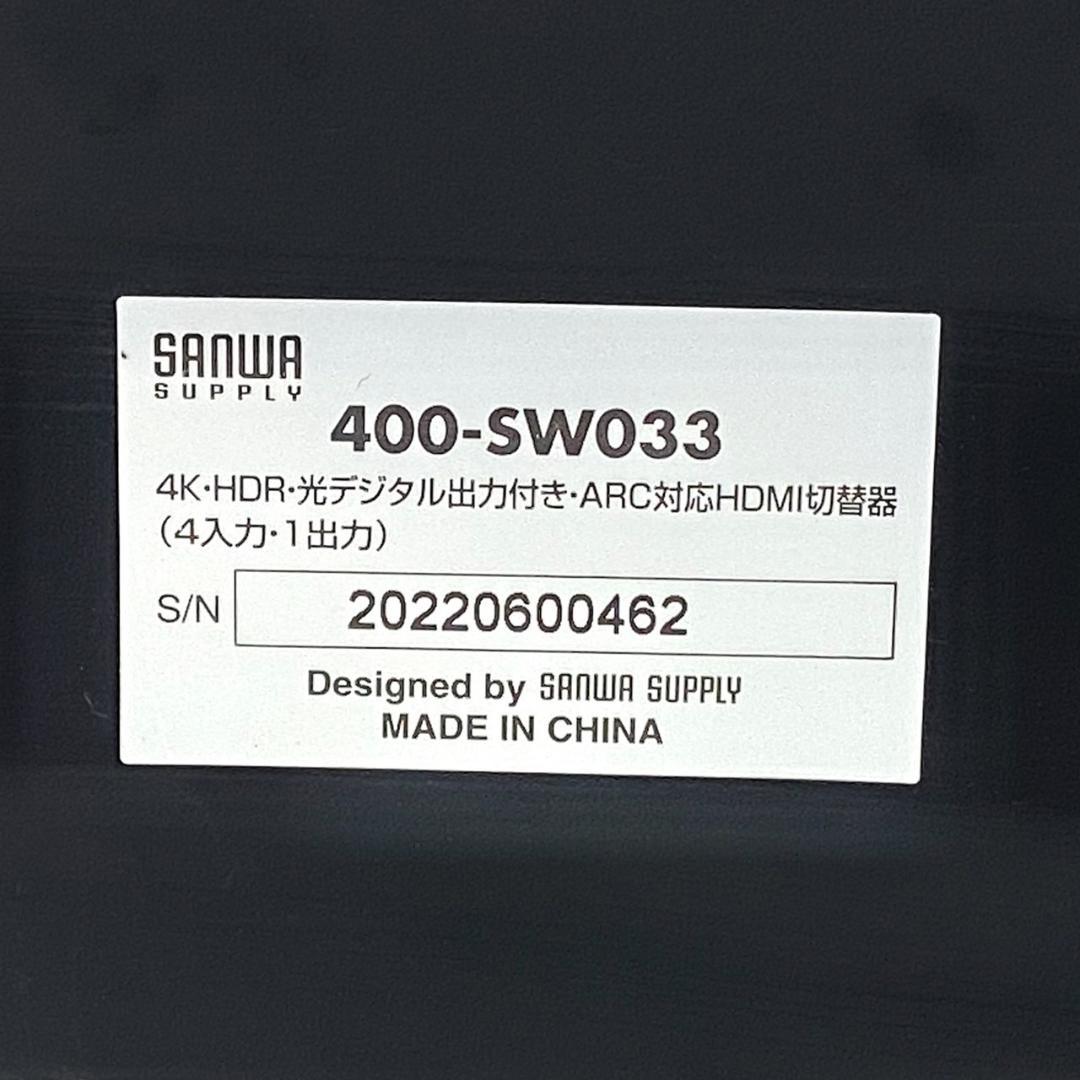 SANWA
SUPPLY
400-SW033
4K・HDR・光デジタル出力付き・ARC対応HDMI切替器
（4入力・1出力）
S/N 20220600462
Designed by SANWA SUPPLY
MADE IN CHINA